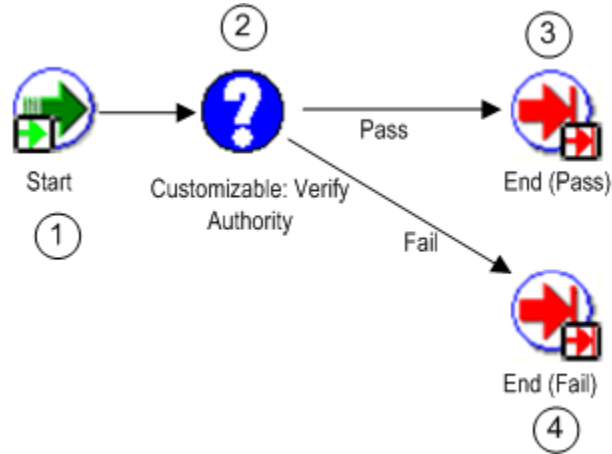 2
3
Pass
Start
Customizable: Verify
Authority
End (Pass)
1
Fail
End (Fail)
4